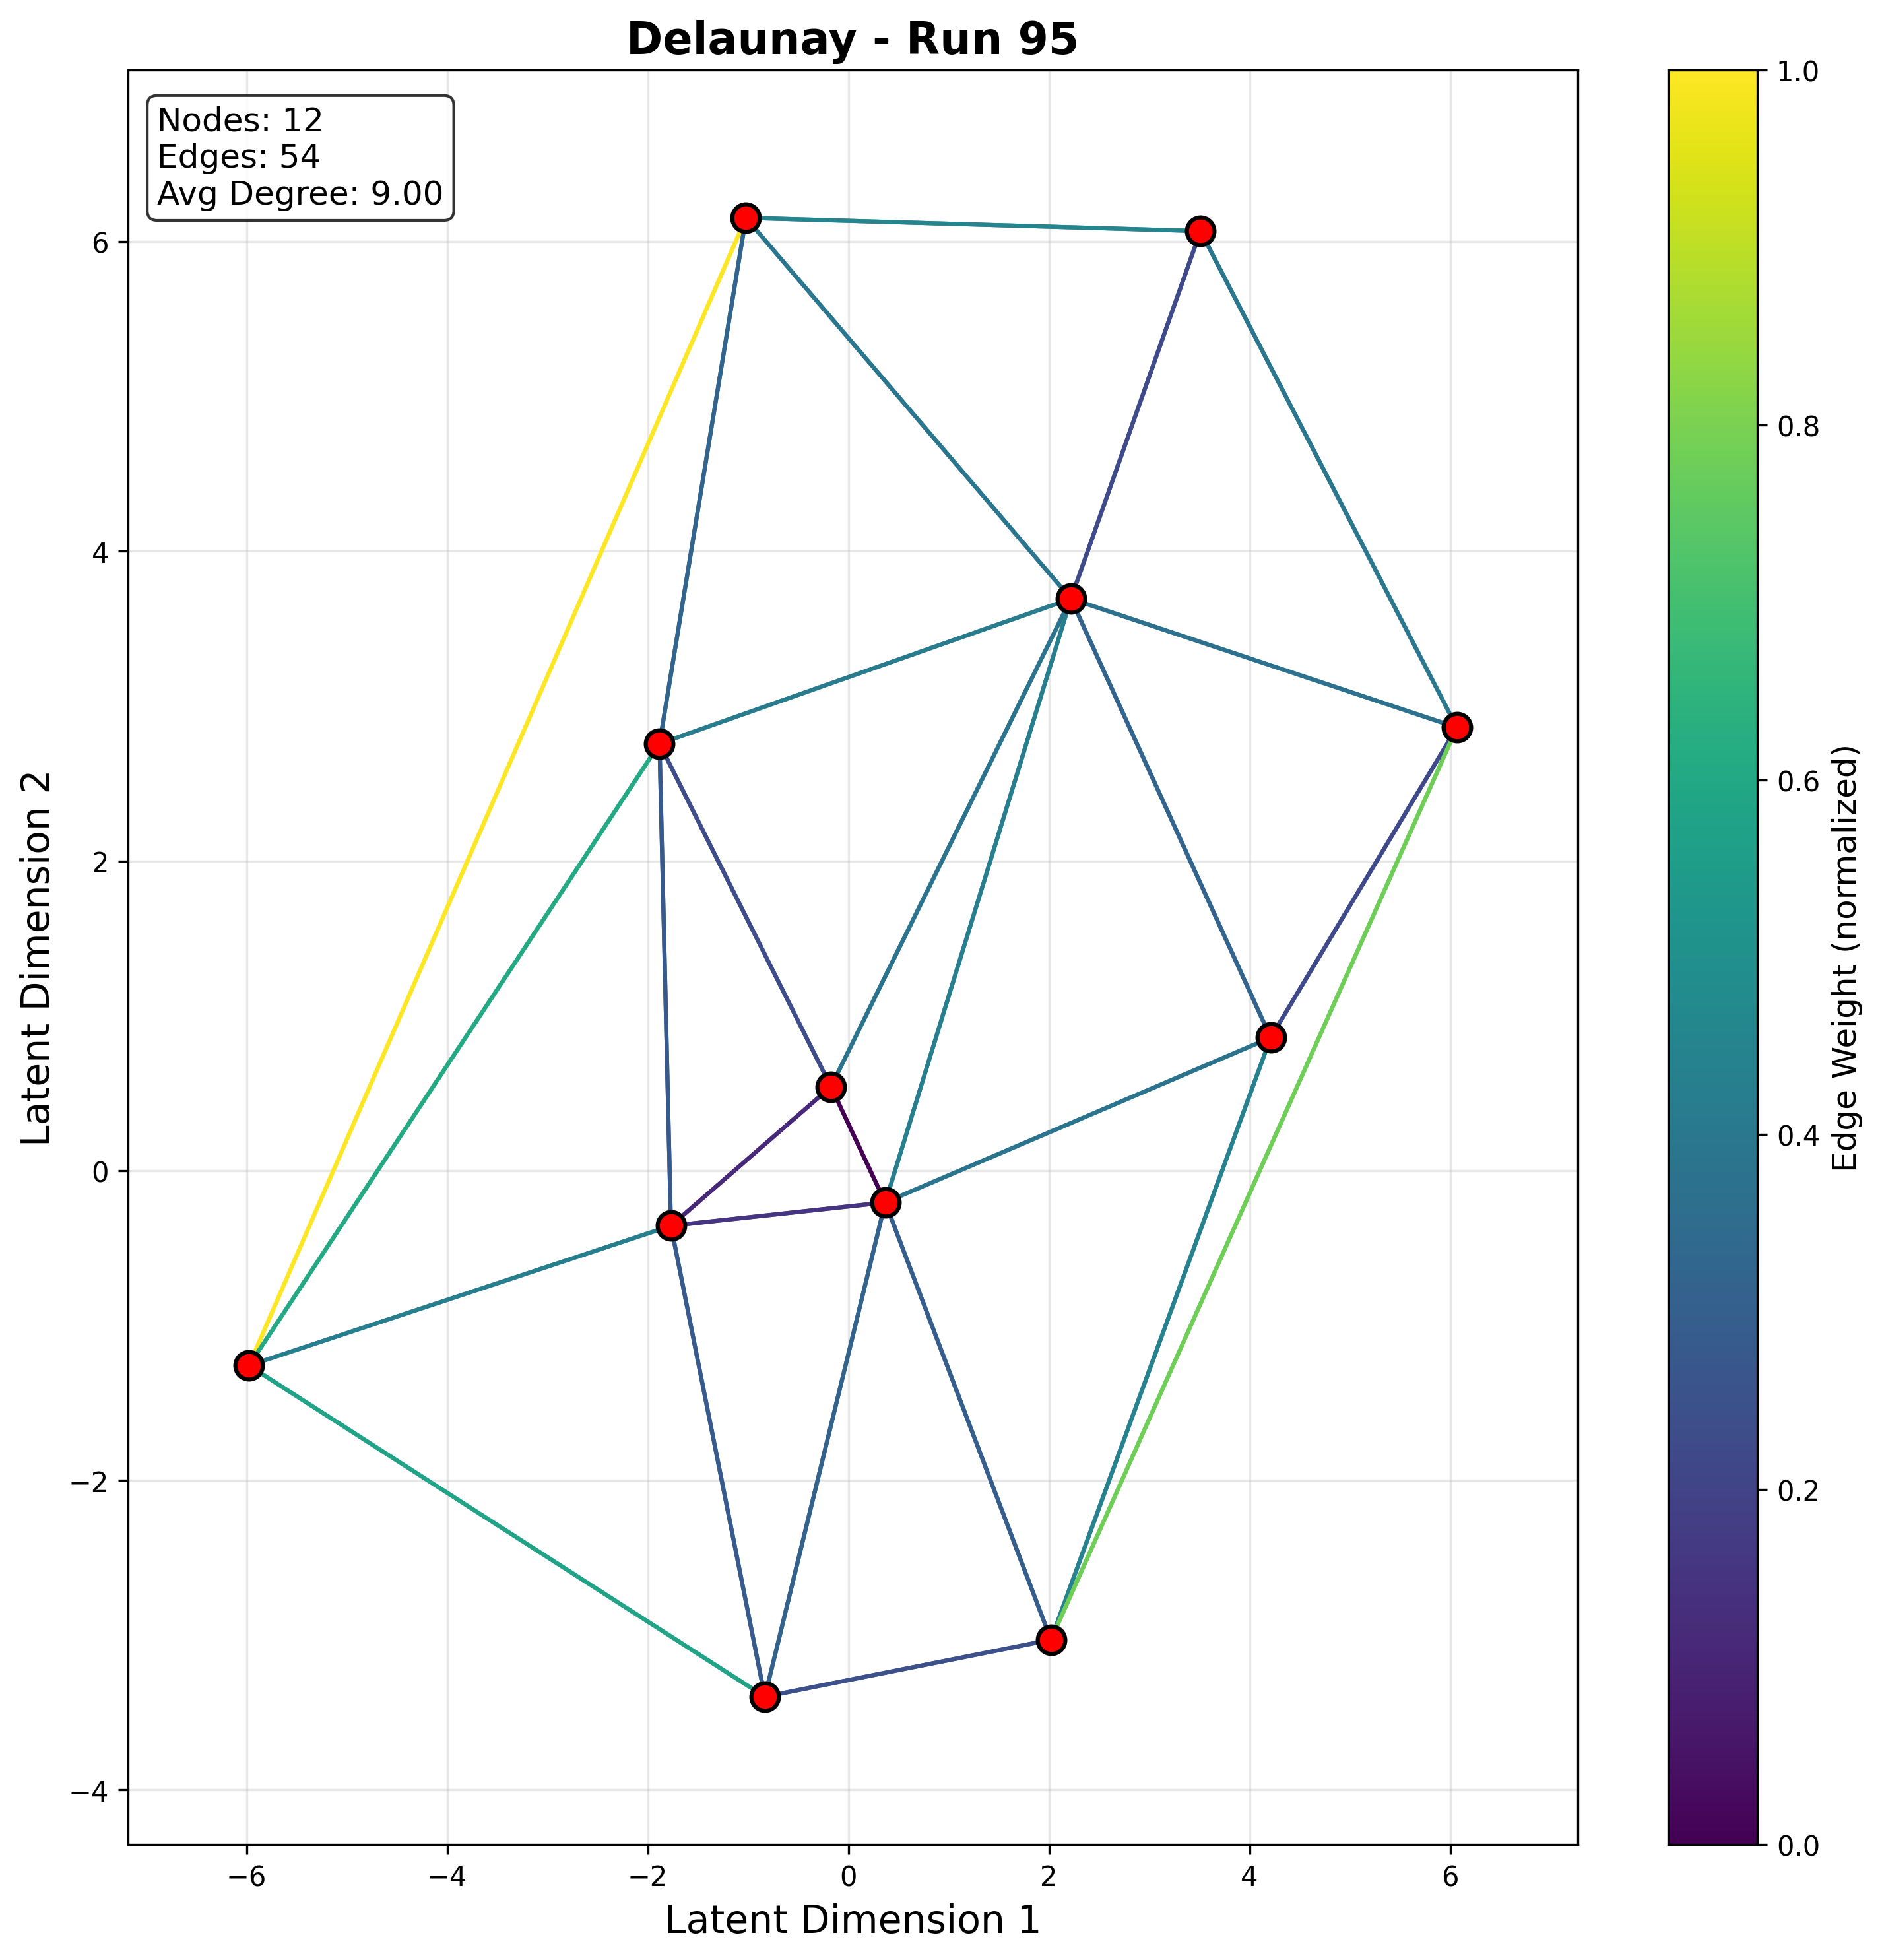 Delaunay - Run 95
Nodes: 12
Edges: 54
Avg Degree: 9.00
6
4
2
0
−2
−4
−6
−4
−2
0
2
4
6
Latent Dimension 1
Latent Dimension 2
1.0
0.8
0.6
0.4
0.2
0.0
Edge Weight (normalized)